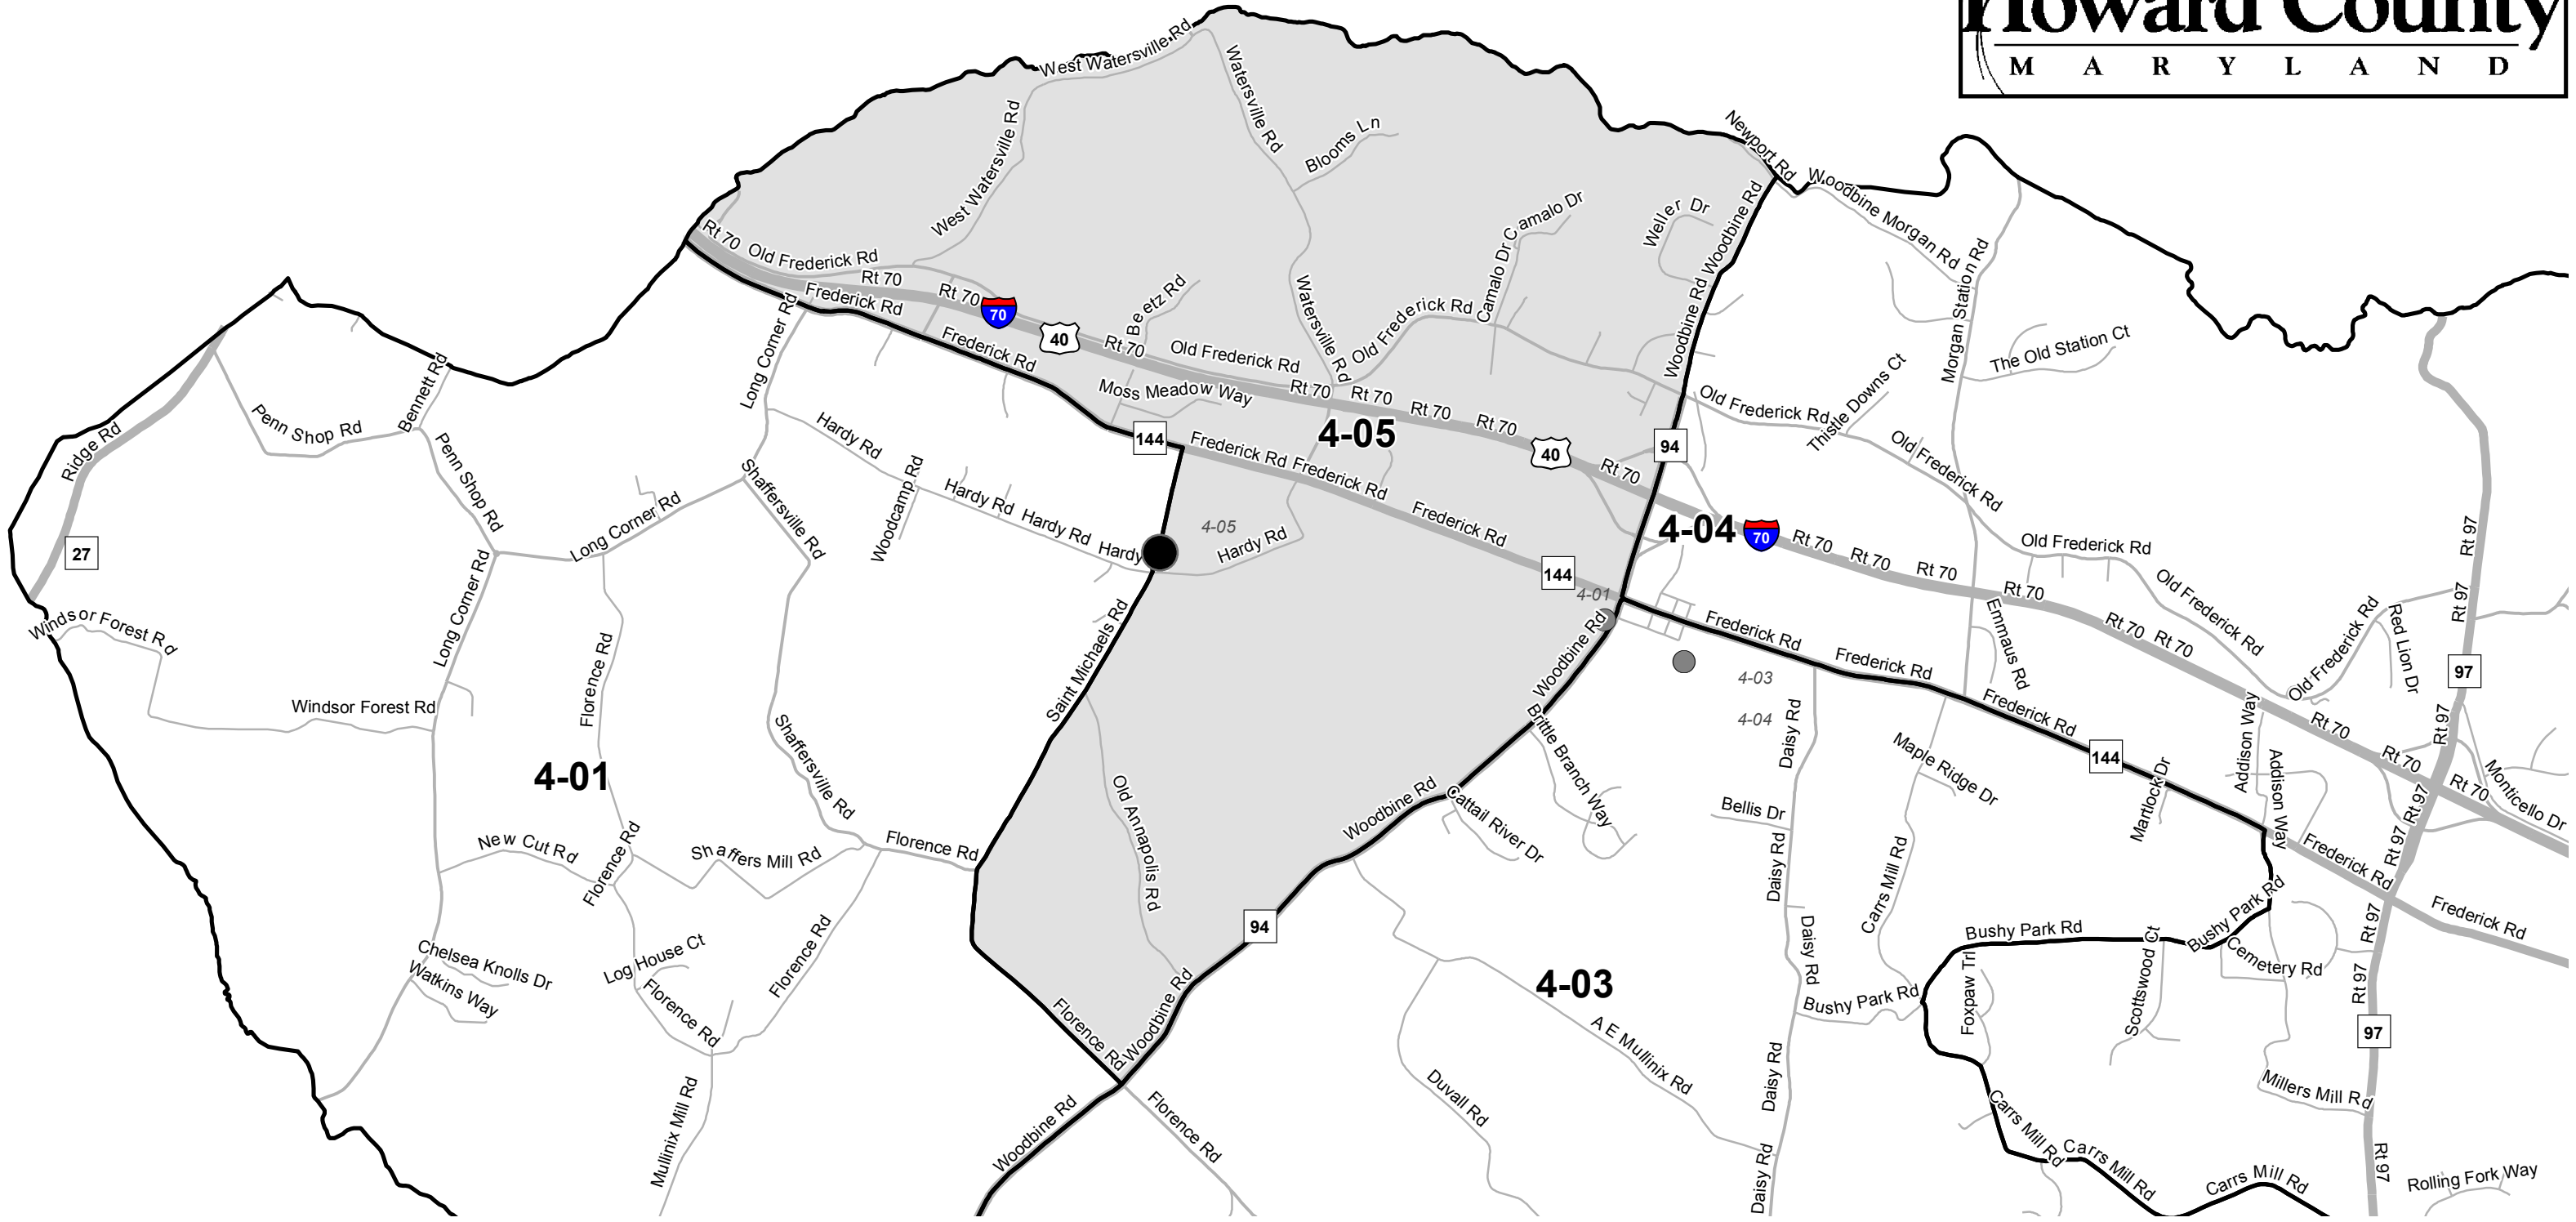 Howard County
MARYLAND
West Watersville Rd
Watersville Rd
Blooms Ln
Newport Rd
Woodbine Morgan Rd
West Watersville Rd
Camalo Dr
Camalo Dr
Weller Dr
Woodbine Rd
Woodbine Rd
Woodbine Rd
Morgan Station Rd
Morgan Station Rd
The Old Station Ct
Thistle Downs Ct
Rt 70
Old Frederick Rd
Rt 70
Rt 70
70
40
Frederick Rd
Frederick Rd
Long Corner Rd
Beetz Rd
Rt 70
Old Frederick Rd
Watersville Rd
Old Frederick Rd
Moss Meadow Way
Rt 70
Rt 70
Rt 70
Rt 70
40
Rt 70
94
Old Frederick Rd
Old Frederick Rd
4-05
144
Frederick Rd
Frederick Rd
Frederick Rd
Frederick Rd
144
4-04
70
Rt 70
Rt 70
Rt 70
Rt 70
Rt 70
Rt 70
Rt 70
Rt 70
Rt 70
Old Frederick Rd
Old Frederick Rd
Old Frederick Rd
Red Lion Dr
Rt 97
Rt 97
97
Rt 97
Rt 97
Rt 97
Rt 97
Rt 97
97
Rt 97
Monticello Dr
Ridge Rd
27
Penn Shop Rd
Bennett Rd
Penn Shop Rd
Hardy Rd
Woodcamp Rd
Hardy Rd
Hardy Rd
Hardy
4-05
Hardy Rd
Shaffersville Rd
Long Corner Rd
Long Corner Rd
Windsor Forest Rd
Windsor Forest Rd
Florence Rd
4-01
Shaffersville Rd
Saint Michaels Rd
Old Annapolis Rd
4-01
Woodbine Rd
4-03
4-04
Frederick Rd
Frederick Rd
Frederick Rd
144
Emmaus Rd
Addison Way
Addison Way
Martlock Dr
Maple Ridge Dr
Frederick Rd
Frederick Rd
Daisy Rd
Bellis Dr
Daisy Rd
Daisy Rd
Daisy Rd
Daisy Rd
Brittle Branch Way
Cattail River Dr
Woodbine Rd
94
Woodbine Rd
Woodbine Rd
Florence Rd
Florence Rd
Florence Rd
Florence Rd
Florence Rd
Florence Rd
New Cut Rd
Shaffers Mill Rd
Chelsea Knolls Dr
Watkins Way
Log House Ct
Mullinix Mill Rd
4-03
A E Mullinix Rd
Duvall Rd
Carrs Mill Rd
Bushy Park Rd
Bushy Park Rd
Bushy Park Rd
Cemetery Rd
Foxpaw Trl
Scottswood Ct
Millers Mill Rd
Carrs Mill Rd
Carrs Mill Rd
Carrs Mill Rd
Rolling Fork Way